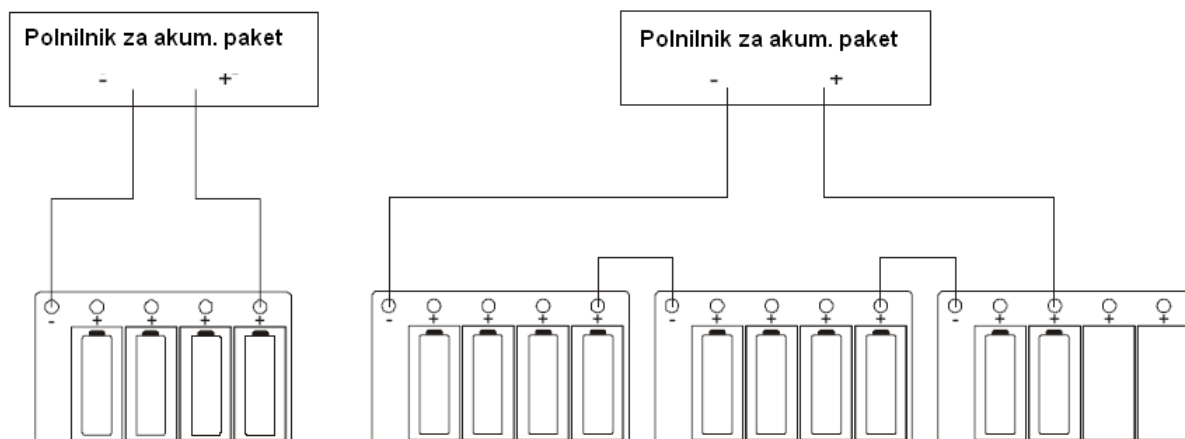 Polnilnik za akum. paket
- +
Polnilnik za akum. paket
- +
- + + + +
- + + + +
- + + + +
- + + + +